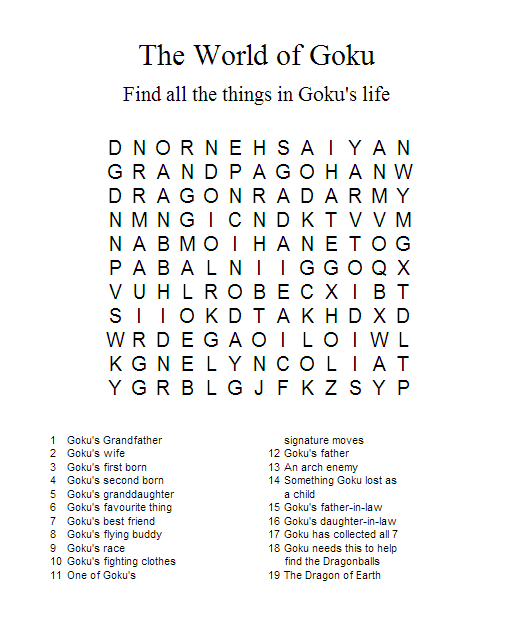 The World of Goku
Find all the things in Goku's life
D N O R N E H S A I Y A N
G R A N D P A G O H A N W
D R A G O N R A D A R M Y
N M N G I C N D K T V V M
N A B M O I H A N E T O G
P A B A L N I I G G O Q X
V U H L R O B E C X I B T
S I I O K D T A K H D X D
W R D E G A O I L O I W L
K G N E L Y N C O L I A T
Y G R B L G J F K Z S Y P
1 Goku's Grandfather
2 Goku's wife
3 Goku's first born
4 Goku's second born
5 Goku's granddaughter
6 Goku's favourite thing
7 Goku's best friend
8 Goku's flying buddy
9 Goku's race
10 Goku's fighting clothes
11 One of Goku's
signature moves
12 Goku's father
13 An arch enemy
14 Something Goku lost as
a child
15 Goku's father-in-law
16 Goku's daughter-in-law
17 Goku has collected all 7
18 Goku needs this to help
find the Dragonballs
19 The Dragon of Earth